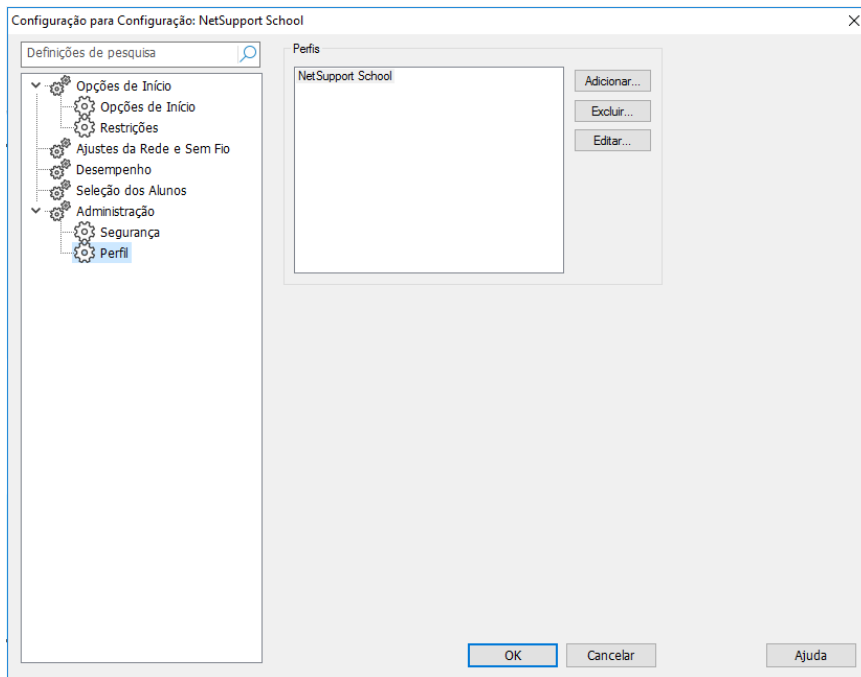 Configuração para Configuração: NetSupport School
Definições de pesquisa
Opções de Início
Opções de Início
Restrições
Ajustes da Rede e Sem Fio
Desempenho
Seleção dos Alunos
Administração
Segurança
Perfil
Perfis
NetSupport School
Adicionar...
Excluir...
Editar...
OK
Cancelar
Ajuda